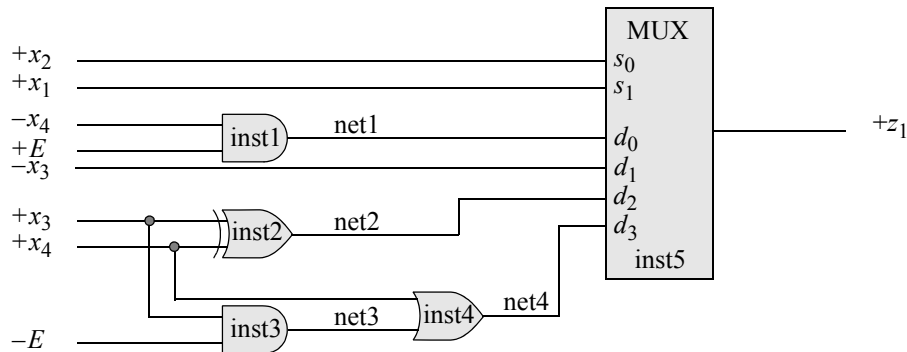 MUX
+x₂
s₀
+x₁
s₁
−x₄
inst1
net1
d₀
+z₁
+E
−x₃
d₁
+x₃
d₂
inst2
net2
+x₄
d₃
inst5
inst4
net4
inst3
net3
−E